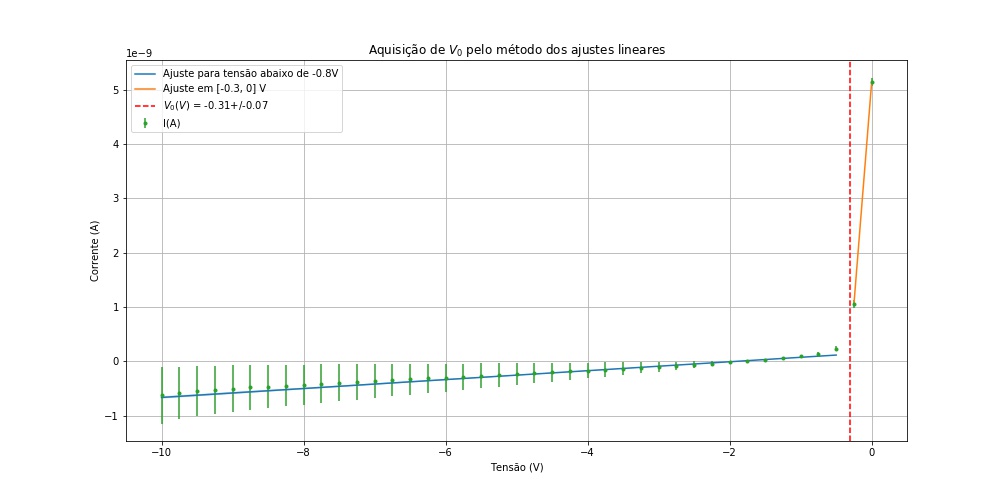 Aquisição de V₀ pelo método dos ajustes lineares
1e−9
Ajuste para tensão abaixo de -0.8V
Ajuste em [-0.3, 0] V
V₀(V) = -0.31+/-0.07
I(A)
5
4
3
2
1
0
−1
Corrente (A)
−10 −8 −6 −4 −2 0
Tensão (V)